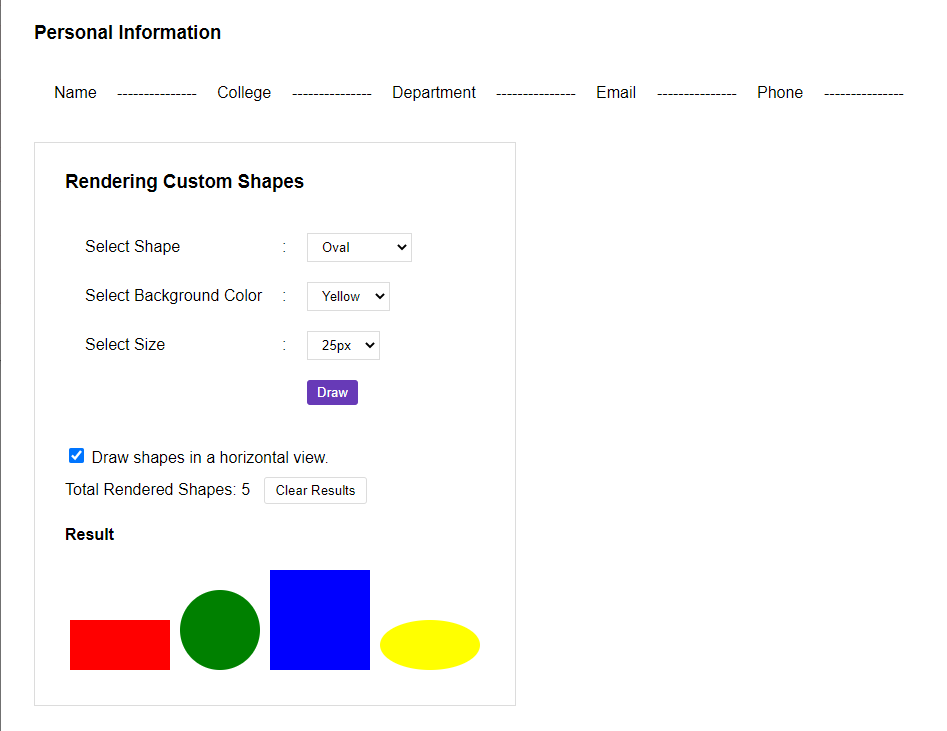 Personal Information
Name --------------- College --------------- Department --------------- Email --------------- Phone ---------------
Rendering Custom Shapes
Select Shape : Oval
Select Background Color : Yellow
Select Size : 25px
Draw
Draw shapes in a horizontal view.
Total Rendered Shapes: 5 Clear Results
Result